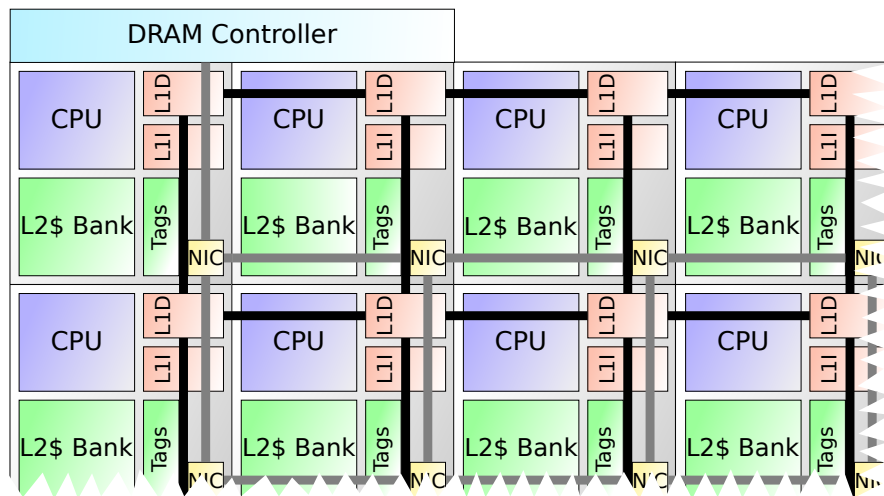 DRAM Controller
CPU L1D CPU L1D CPU L1D CPU L1D
L1I L1I L1I L1I
L2$ Bank Tags L2$ Bank Tags L2$ Bank Tags L2$ Bank Tags
NIC NIC NIC
CPU L1D CPU L1D CPU L1D CPU L1D
L1I L1I L1I L1I
L2$ Bank Tags L2$ Bank Tags L2$ Bank Tags L2$ Bank Tags